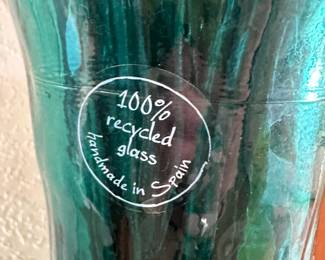 100%
recycled
glass
handmade in Spain